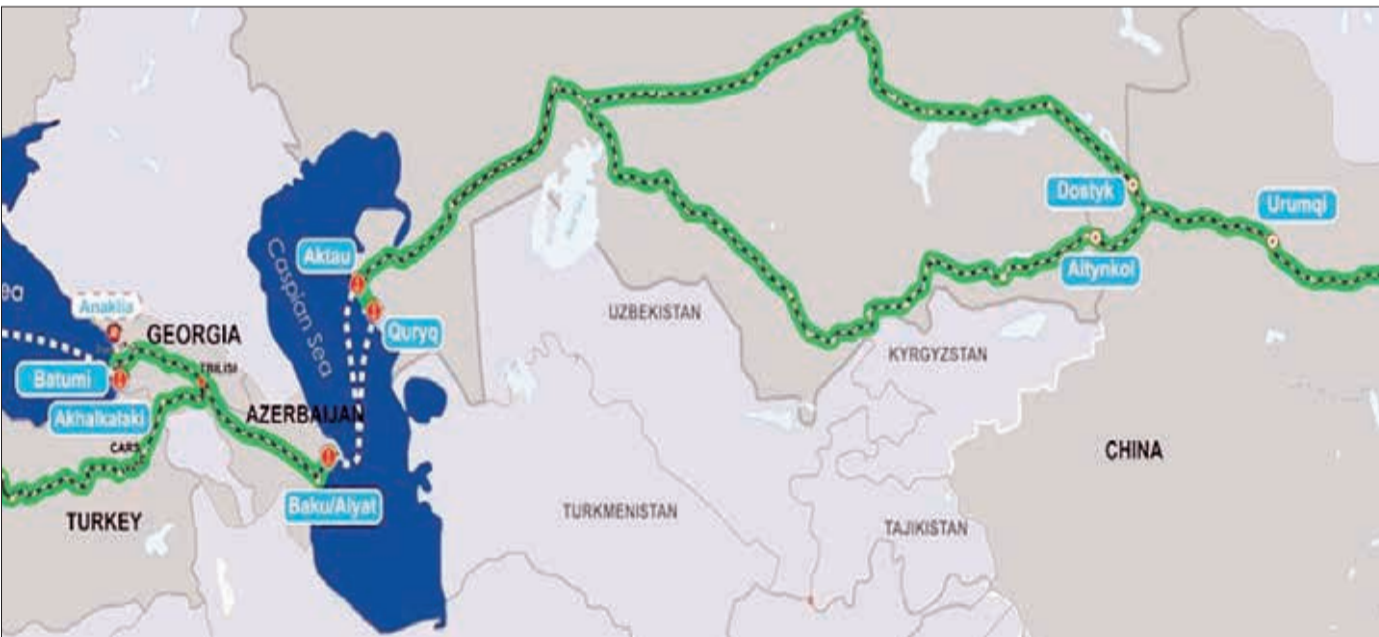 Dostyk
Urumqi
Aktau
Altynkol
Caspian Sea
ea
Anaklia
UZBEKISTAN
GEORGIA
Quryq
KYRGYZSTAN
TBILISI
Batumi
AZERBAIJAN
Akhalkalaki
CARS
CHINA
Baku/Alyat
TURKMENISTAN
TURKEY
TAJIKISTAN